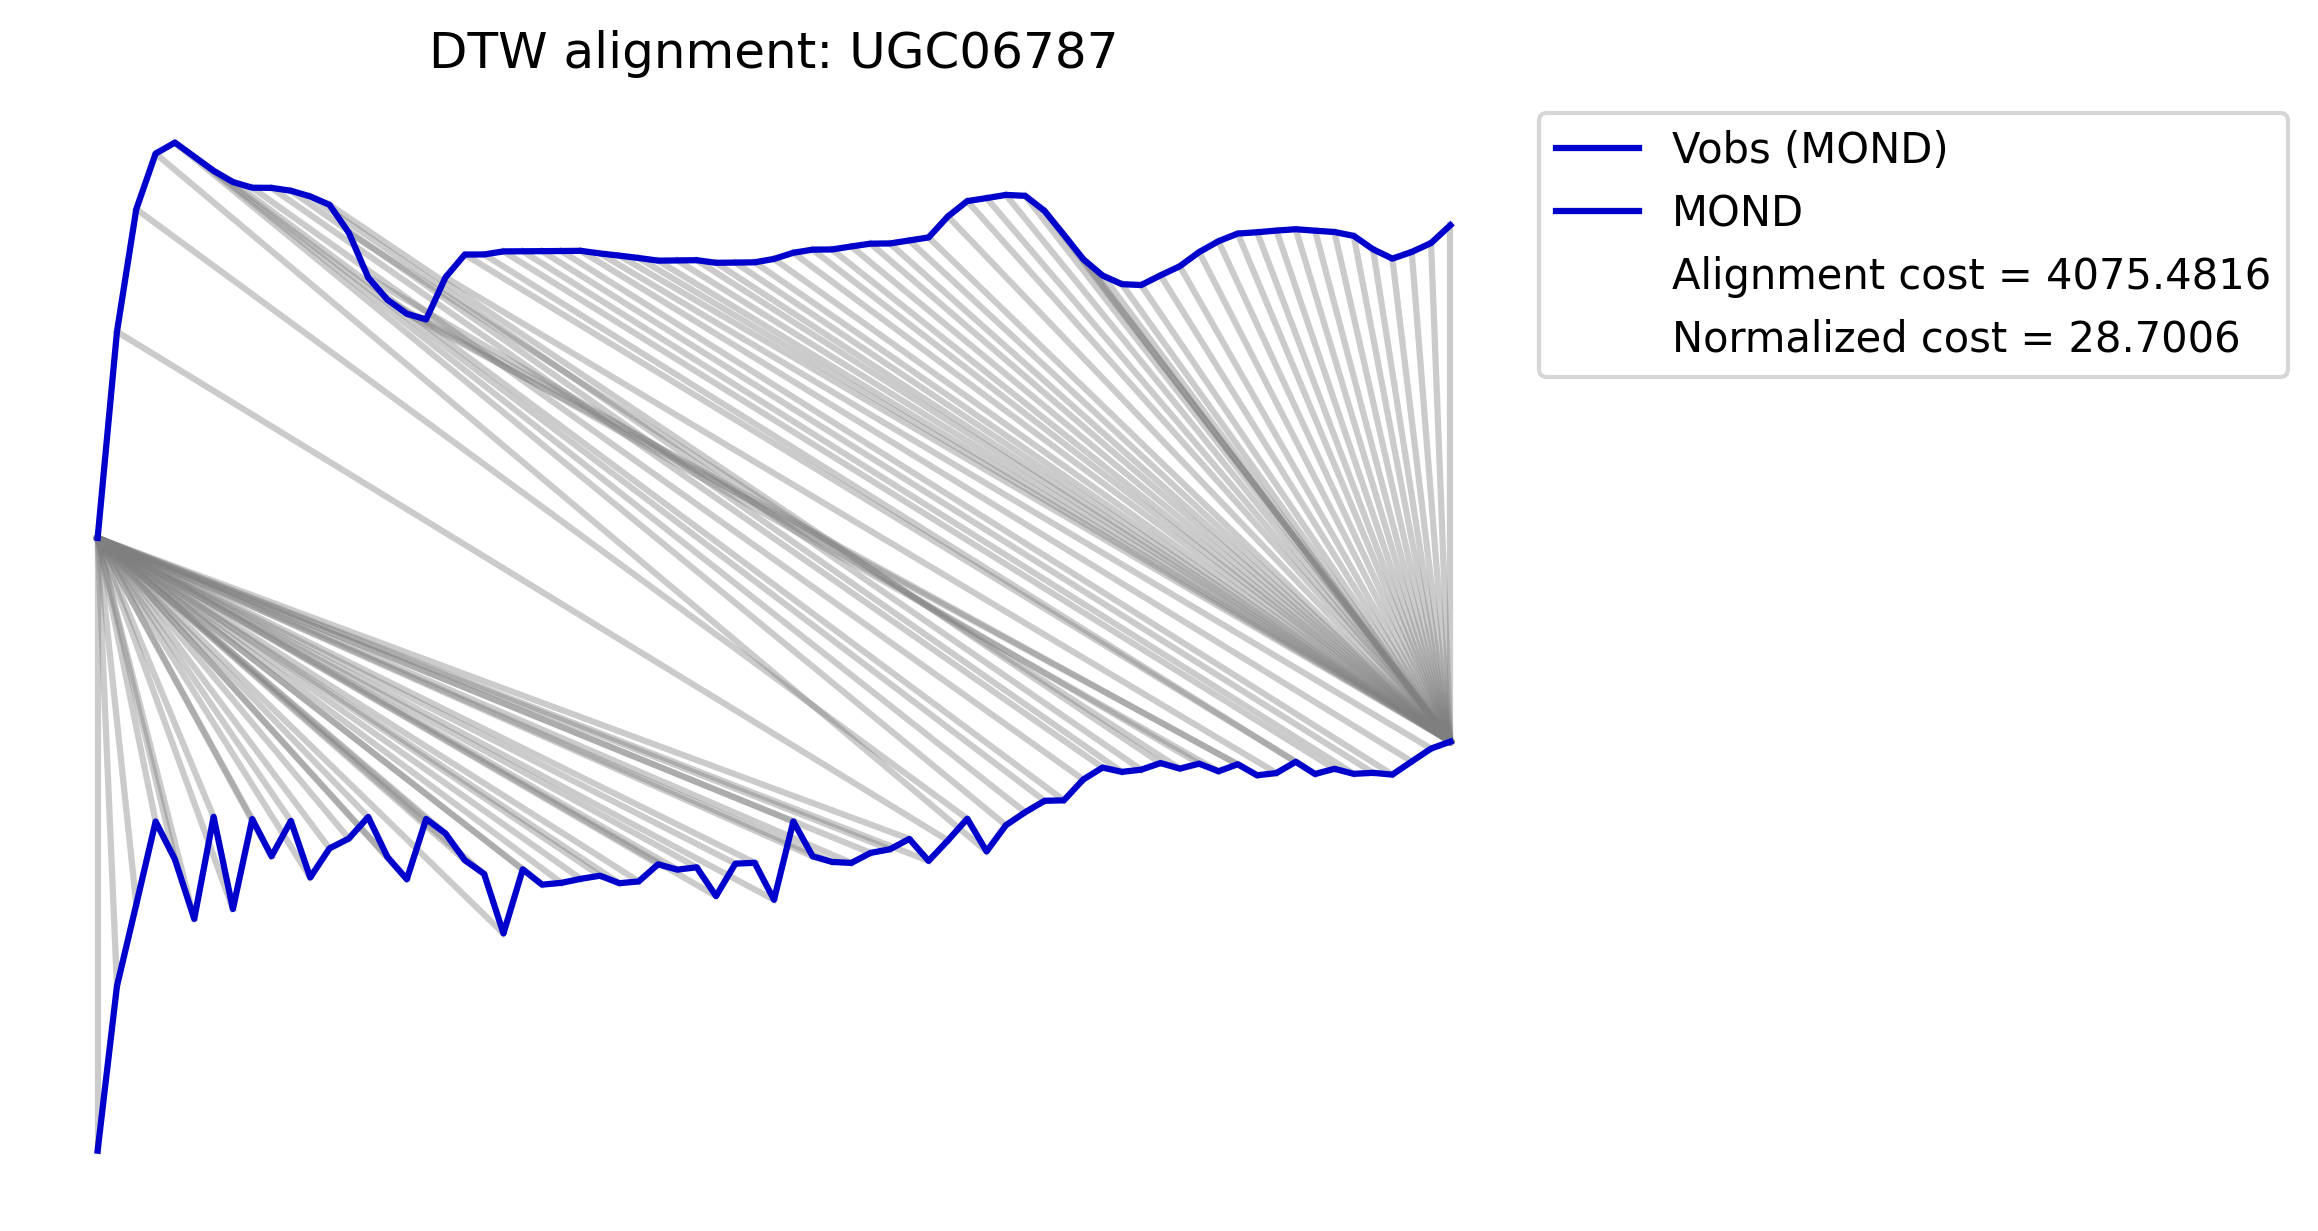 DTW alignment: UGC06787
Vobs (MOND)
MOND
Alignment cost = 4075.4816
Normalized cost = 28.7006